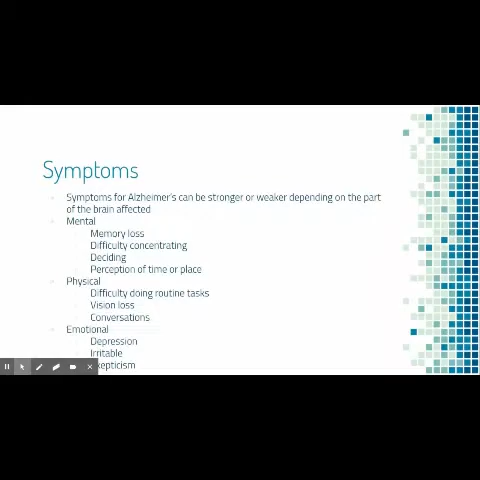 Symptoms
Symptoms for Alzheimer's can be stronger or weaker depending on the part
of the brain affected
Mental
Memory loss
Difficulty concentrating
Deciding
Perception of time or place
Physical
Difficulty doing routine tasks
Vision loss
Conversations
Emotional
Depression
Irritable
kepticism